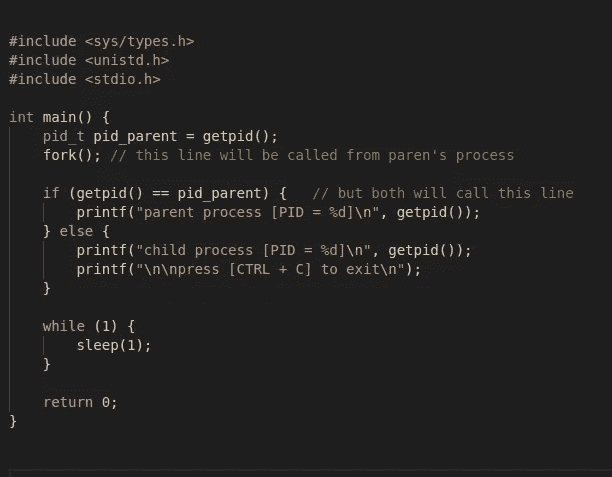 #include <sys/types.h>
#include <unistd.h>
#include <stdio.h>
int main() {
    pid_t pid_parent = getpid();
    fork(); // this line will be called from paren's process
    if (getpid() == pid_parent) {   // but both will call this line
        printf("parent process [PID = %d]\n", getpid());
    } else {
        printf("child process [PID = %d]\n", getpid());
        printf("\n\npress [CTRL + C] to exit\n");
    }
    while (1) {
        sleep(1);
    }
    return 0;
}